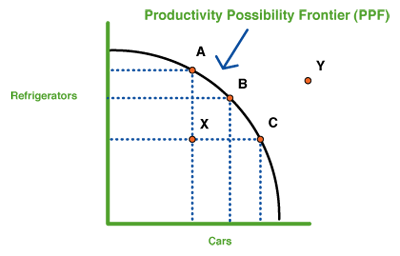 Productivity Possibility Frontier (PPF)
A
Y
B
Refrigerators
X
C
Cars